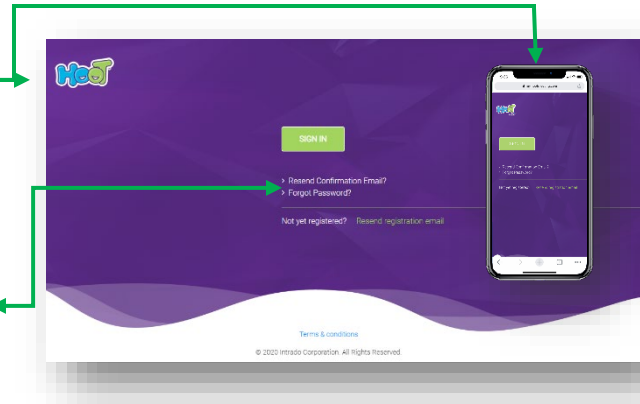 HOOT
SIGN IN
> Resend Confirmation Email?
> Forgot Password?
Not yet registered? Resend registration email
Terms & conditions
© 2020 Intrado Corporation. All Rights Reserved.